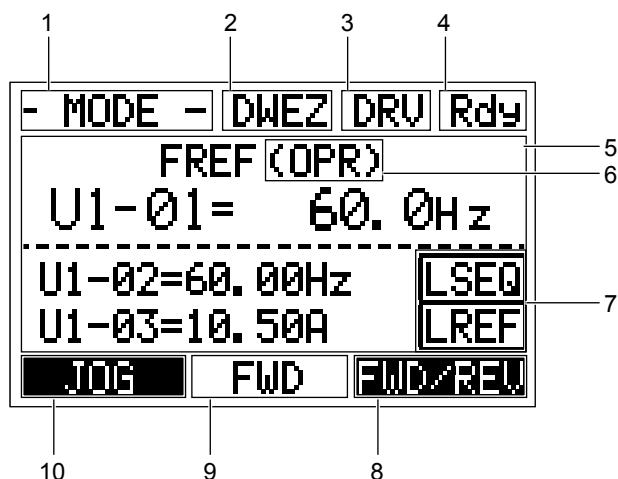 1 2 3 4
- MODE - DWEZ DRV Rdy
5
FREF (OPR)
6
U1-01= 60.0Hz
U1-02=60.00Hz LSEQ
7
U1-03=10.50A LREF
JOG FWD FWD/REV
10 9 8